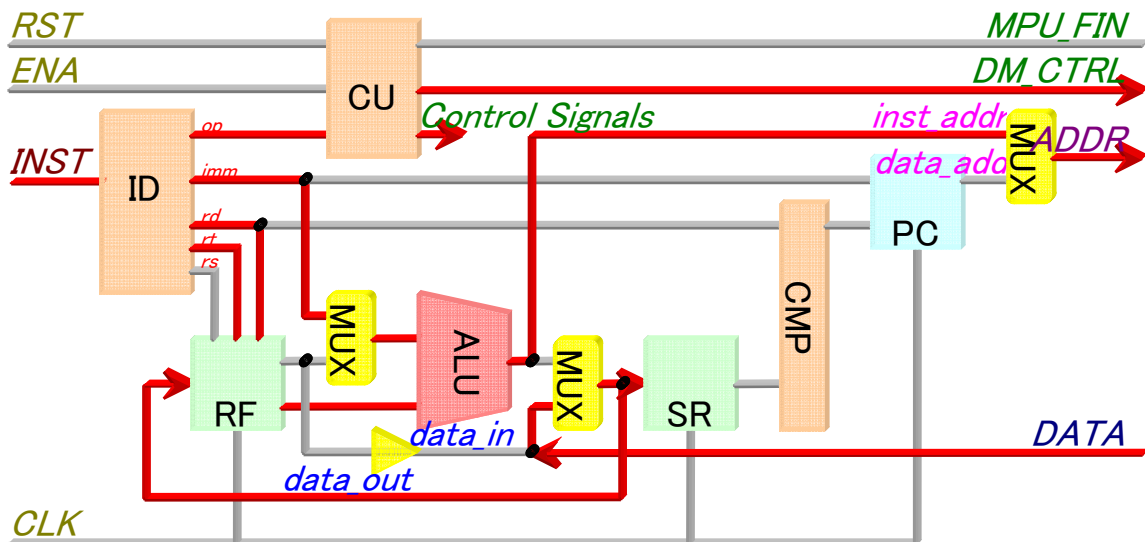 RST
MPU_FIN
ENA
DM_CTRL
CU
Control Signals
inst_addr
MUX
ADDR
op
INST
imm
data_add
ID
rd
PC
rt
rs
CMP
MUX
ALU
MUX
RF
SR
data_in
DATA
data_out
CLK